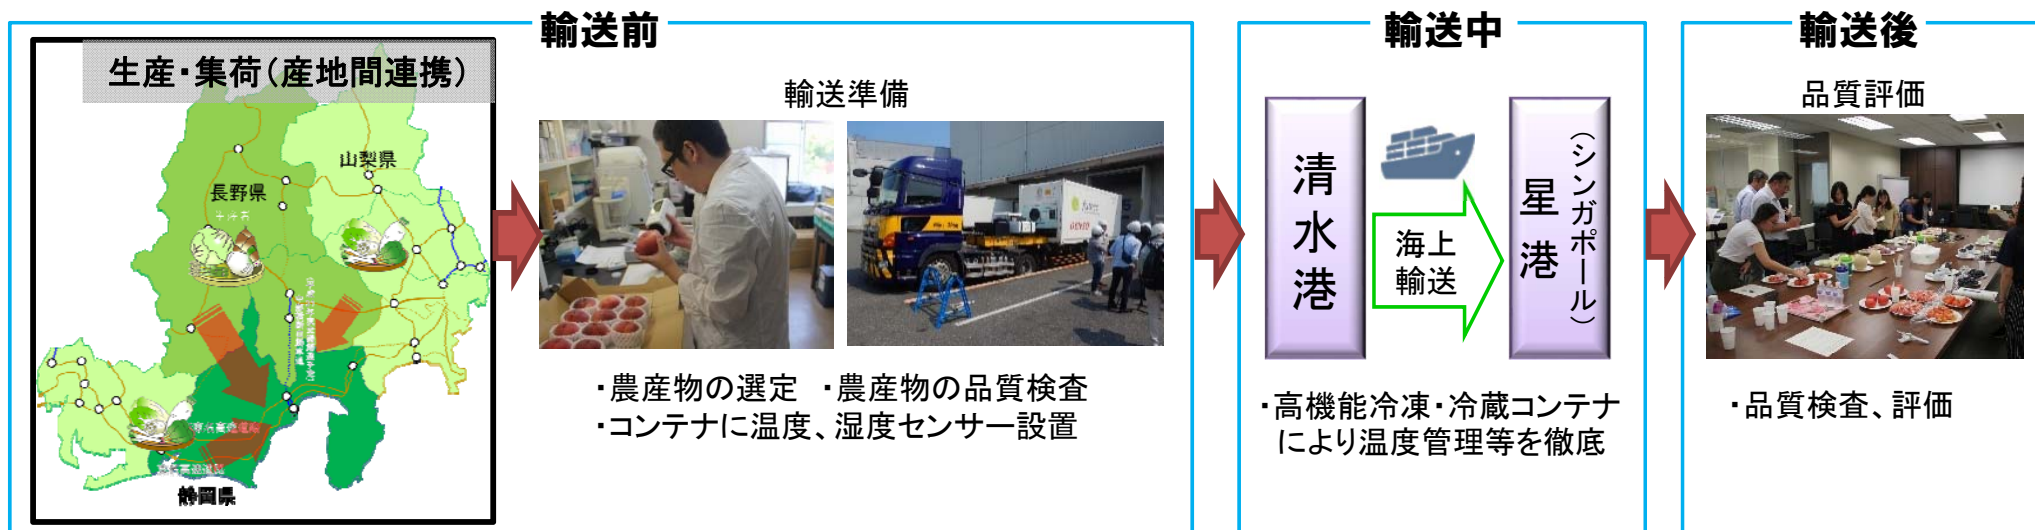 輸送前
生産・集荷(産地間連携)
山梨県
長野県
静岡県
輸送準備
・農産物の選定 ・農産物の品質検査
・コンテナに温度、湿度センサー設置
輸送中
清水港
海上
輸送
星港
(シンガポール)
・高機能冷凍・冷蔵コンテナ
により温度管理等を徹底
輸送後
品質評価
・品質検査、評価